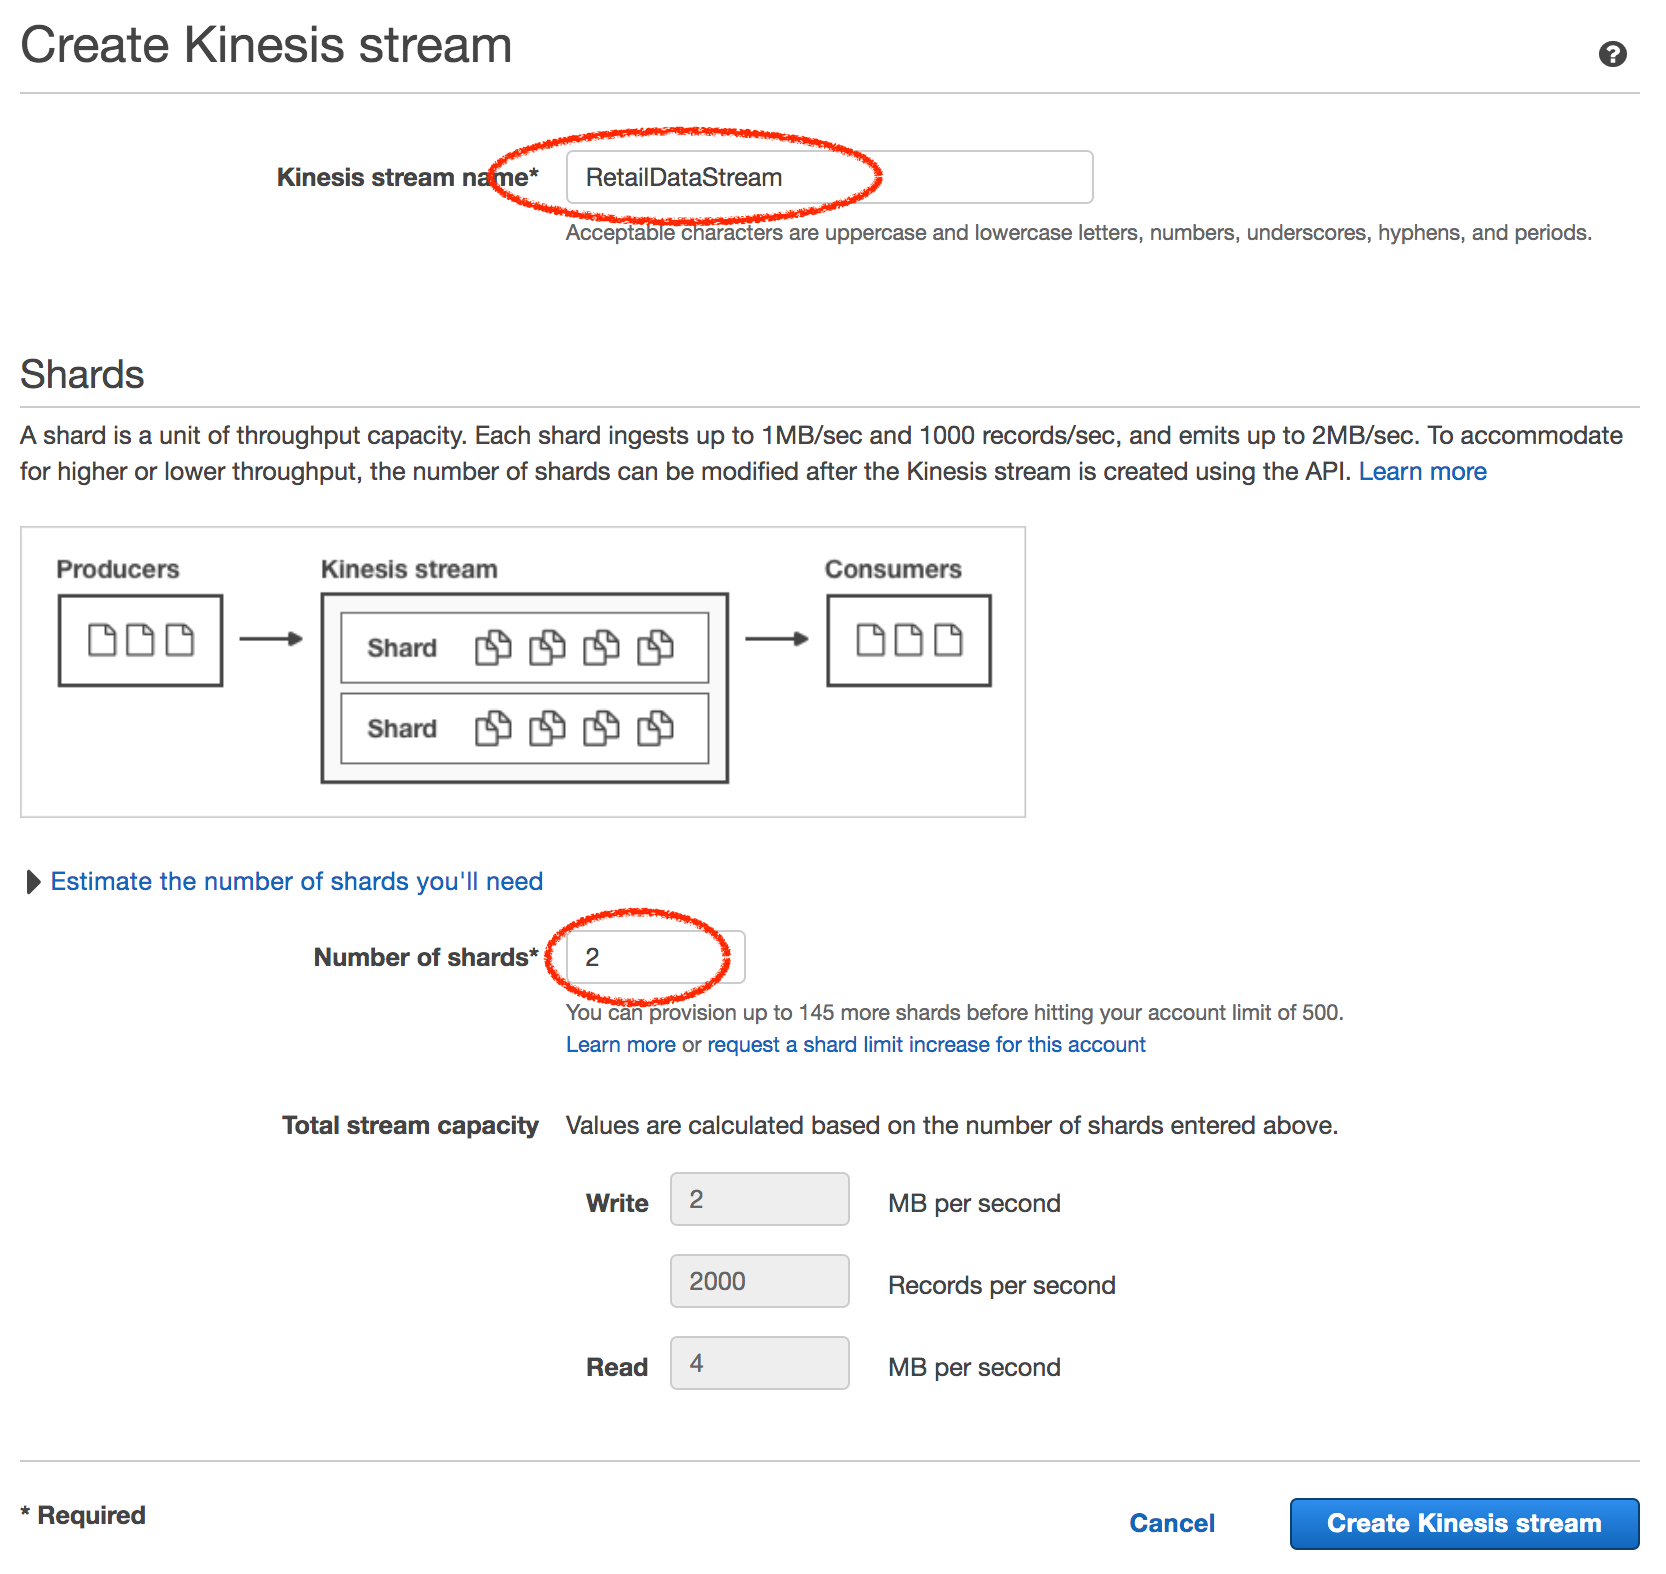 Create Kinesis stream
?
Kinesis stream name* RetailDataStream
Acceptable characters are uppercase and lowercase letters, numbers, underscores, hyphens, and periods.
Shards
A shard is a unit of throughput capacity. Each shard ingests up to 1MB/sec and 1000 records/sec, and emits up to 2MB/sec. To accommodate
for higher or lower throughput, the number of shards can be modified after the Kinesis stream is created using the API. Learn more
Producers Kinesis stream Consumers
Shard
Shard
Estimate the number of shards you'll need
Number of shards* 2
You can provision up to 145 more shards before hitting your account limit of 500.
Learn more or request a shard limit increase for this account
Total stream capacity Values are calculated based on the number of shards entered above.
Write 2 MB per second
2000 Records per second
Read 4 MB per second
* Required Cancel Create Kinesis stream